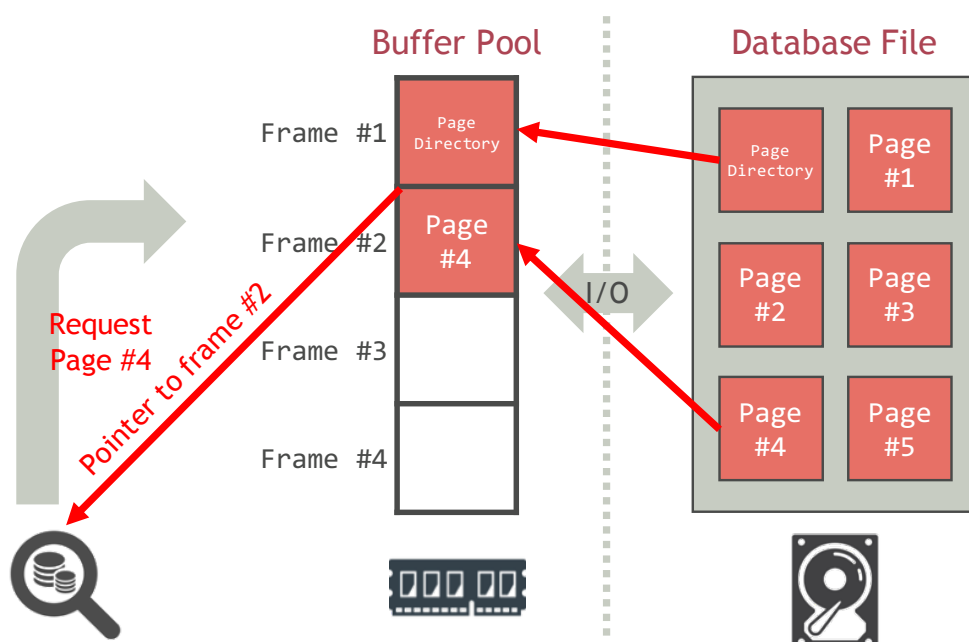 Buffer Pool
Database File
Frame #1
Page
Directory
Page
Directory
Page
#1
Frame #2
Page
#4
I/O
Page
#2
Page
#3
Request
Page #4
Pointer to frame #2
Frame #3
Frame #4
Page
#4
Page
#5